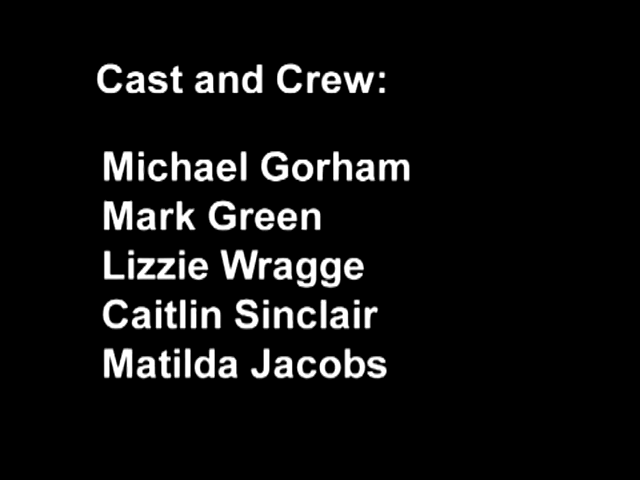 Cast and Crew:
Michael Gorham
Mark Green
Lizzie Wragge
Caitlin Sinclair
Matilda Jacobs